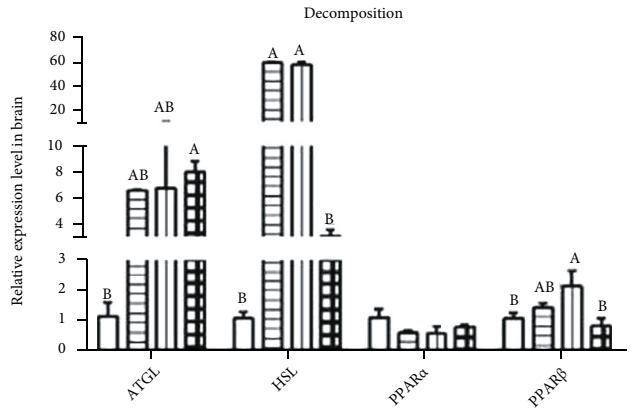 Decomposition
Relative expression level in brain
80
60
40
20
10
8
6
4
3
2
1
0
B
AB
AB
A
B
A
A
B
B
AB
A
B
ATGL
HSL
PPARα
PPARβ